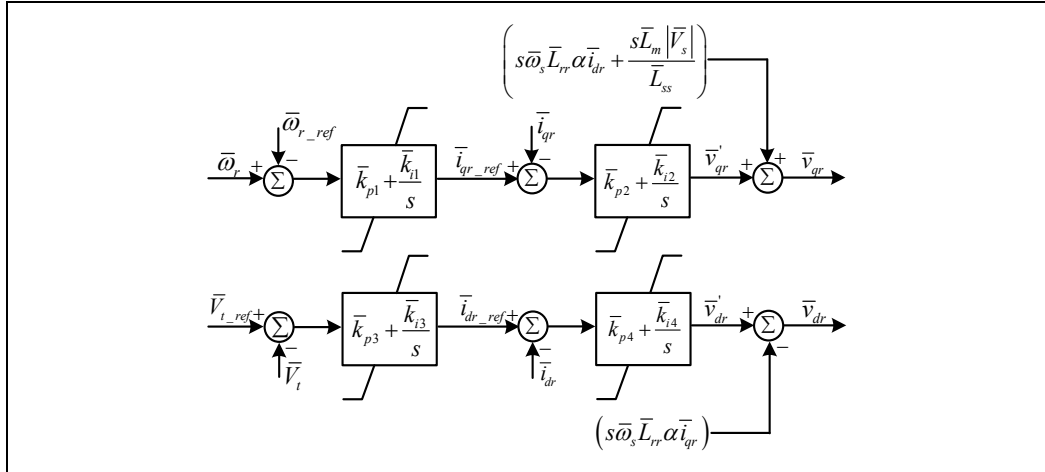 (sω̄_s L̄_rr α ī_dr + sL̄_m |V̄_s| / L̄_ss)
ω̄_r_ref
ī_qr
ω̄_r + − Σ
k̄_p1 + k̄_i1 / s
ī_qr_ref + − Σ
k̄_p2 + k̄_i2 / s
v̄'_qr + + Σ
v̄_qr
V̄_t_ref + − Σ
k̄_p3 + k̄_i3 / s
ī_dr_ref + − Σ
k̄_p4 + k̄_i4 / s
v̄'_dr + − Σ
v̄_dr
V̄_t
ī_dr
(sω̄_s L̄_rr α ī_qr)